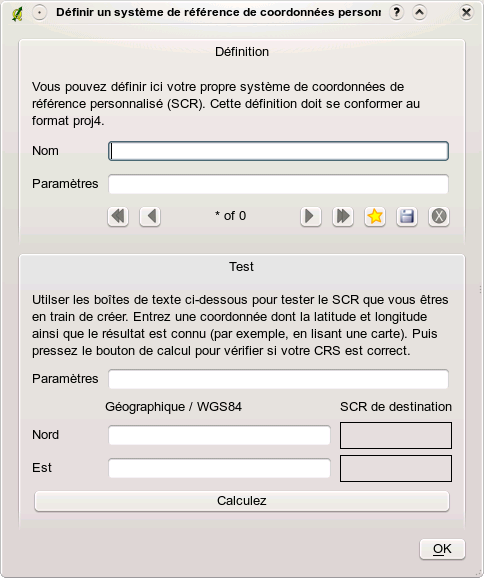 Définir un système de référence de coordonnées person
Définition
Vous pouvez définir ici votre propre système de coordonnées de
référence personnalisé (SCR). Cette définition doit se conformer au
format proj4.
Nom
Paramètres
* of 0
Test
Utilser les boîtes de texte ci-dessous pour tester le SCR que vous êtres
en train de créer. Entrez une coordonnée dont la latitude et longitude
ainsi que le résultat est connu (par exemple, en lisant une carte). Puis
pressez le bouton de calcul pour vérifier si votre CRS est correct.
Paramètres
Géographique / WGS84 SCR de destination
Nord
Est
Calculez
OK